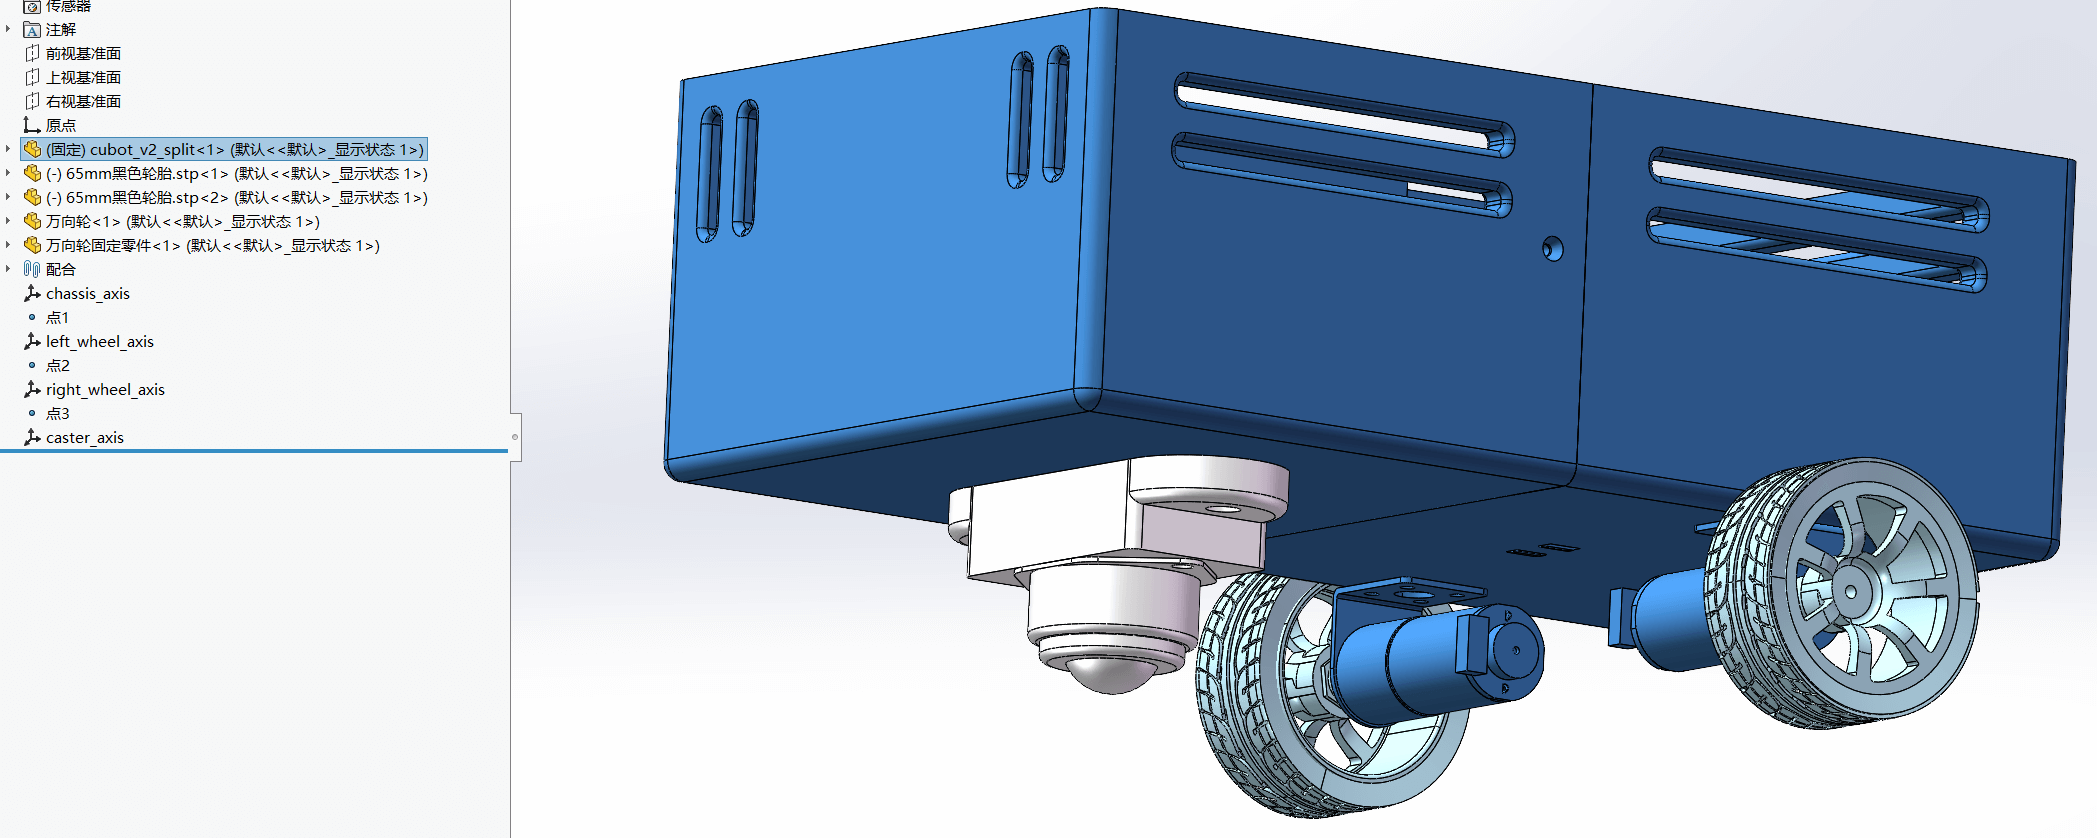 传感器
注解
前视基准面
上视基准面
右视基准面
原点
(固定) cubot_v2_split<1> (默认<<默认>_显示状态 1>)
(-) 65mm黑色轮胎.stp<1> (默认<<默认>_显示状态 1>)
(-) 65mm黑色轮胎.stp<2> (默认<<默认>_显示状态 1>)
万向轮<1> (默认<<默认>_显示状态 1>)
万向轮固定零件<1> (默认<<默认>_显示状态 1>)
配合
chassis_axis
点1
left_wheel_axis
点2
right_wheel_axis
点3
caster_axis